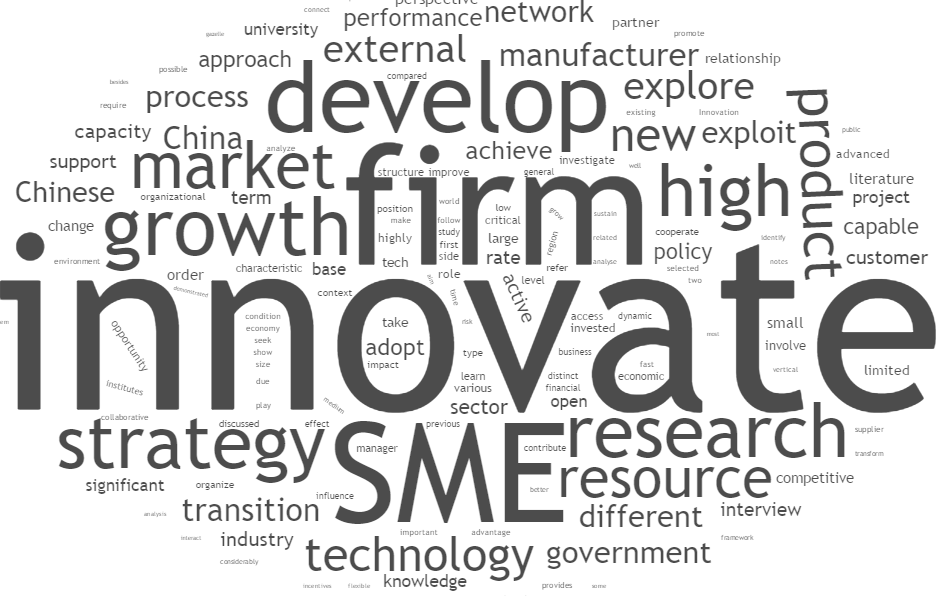 perspective
connect
performance
network
gazelle
university
partner
promote
external
manufacturer
approach
relationship
possible
compared
besides
develop
explore
process
product
require
existing
Innovation
capacity
China
new
exploit
public
analyze
achieve
support
market
investigate
well
advanced
firm
structure
improve
general
high
literature
Chinese
organizational
term
project
world
position
low
grow
sustain
make
follow
critical
change
growth
capable
study
highly
large
region
related
cooperate
identify
first
side
rate
policy
customer
environment
tech
analyse
notes
characteristic
base
refer
selected
order
role
level
two
innovate
demonstrated
context
aim
time
active
condition
take
risk
access
dynamic
small
economy
invested
opportunity
seek
adopt
most
involve
show
type
business
size
impact
fast
vertical
limited
learn
distinct
economic
due
various
financial
Institutes
play
medium
sector
open
collaborative
discussed
effect
previous
strategy
SME
research
supplier
manager
contribute
transform
significant
organize
resource
competitive
influence
better
analysis
transition
different
interview
interact
industry
important
advantage
framework
technology
government
considerably
knowledge
incentives
flexible
provides
some